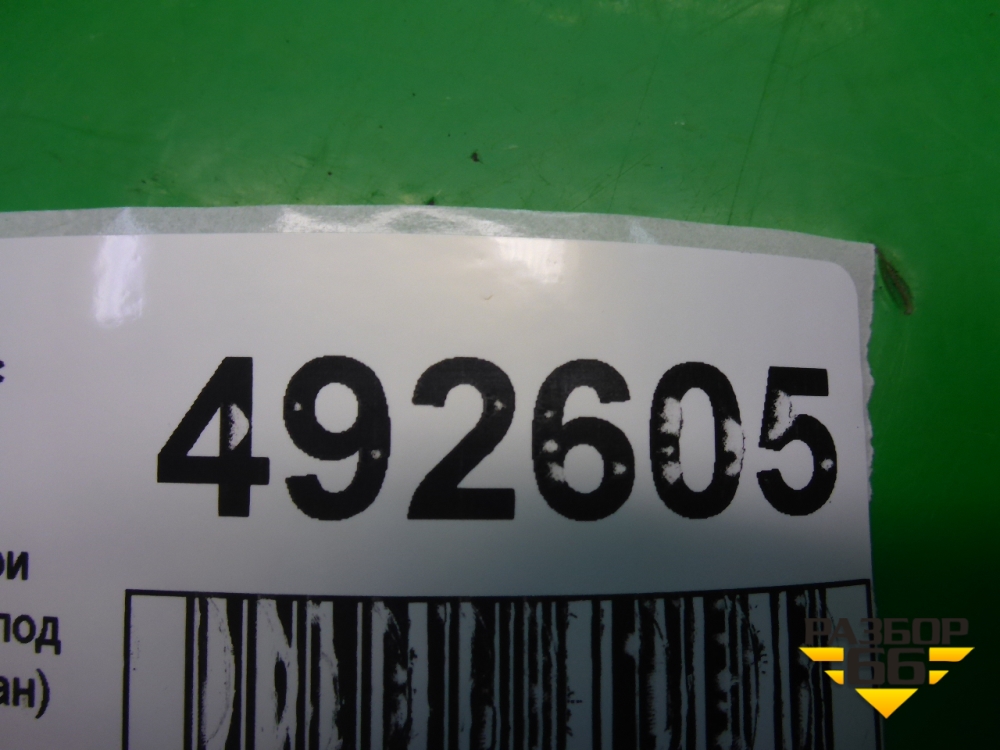 492605
ри
под
ан)
РАЗБОР
66